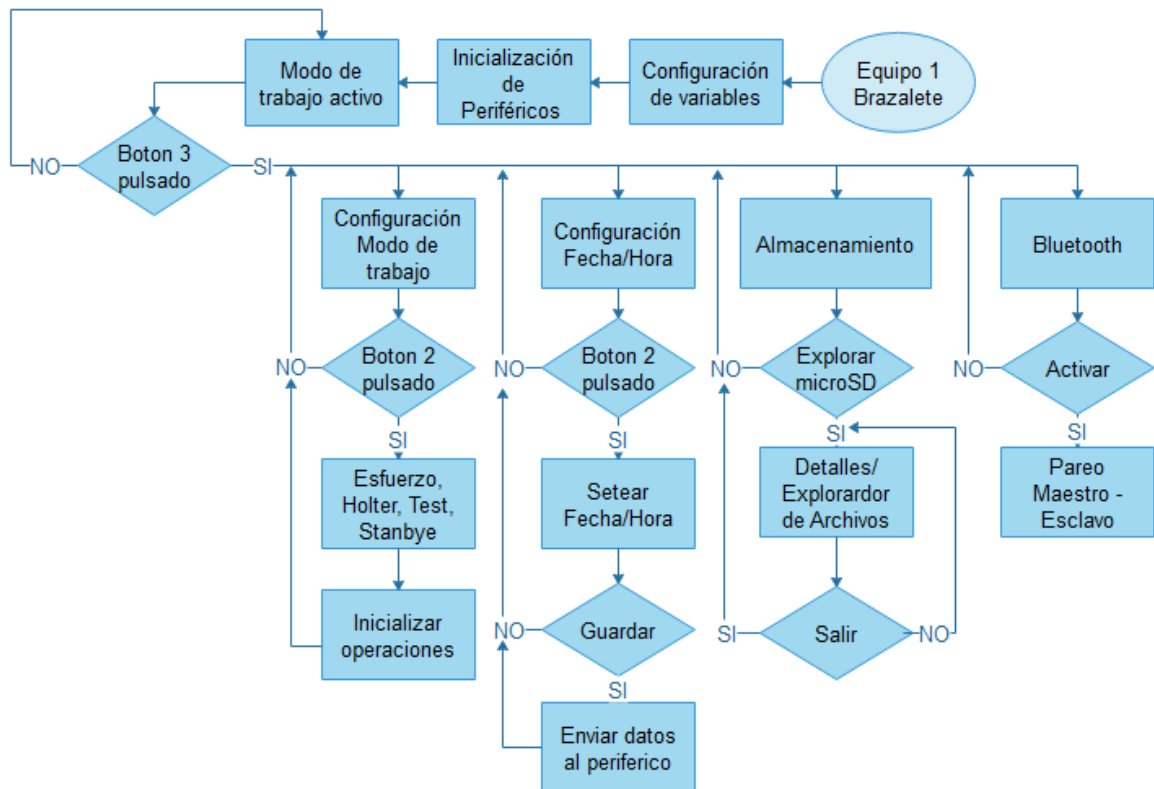 Modo de
trabajo activo
Inicialización
de
Periféricos
Configuración
de variables
Equipo 1
Brazalete
NO
Boton 3
pulsado
SI
Configuración
Modo de
trabajo
Configuración
Fecha/Hora
Almacenamiento
Bluetooth
NO
Boton 2
pulsado
NO
Boton 2
pulsado
NO
Explorar
microSD
NO
Activar
SI
SI
SI
SI
Esfuerzo,
Holter, Test,
Stanbye
Setear
Fecha/Hora
Detalles/
Explorardor
de Archivos
Pareo
Maestro -
Esclavo
Inicializar
operaciones
NO
Guardar
SI
Salir
NO
SI
Enviar datos
al periferico